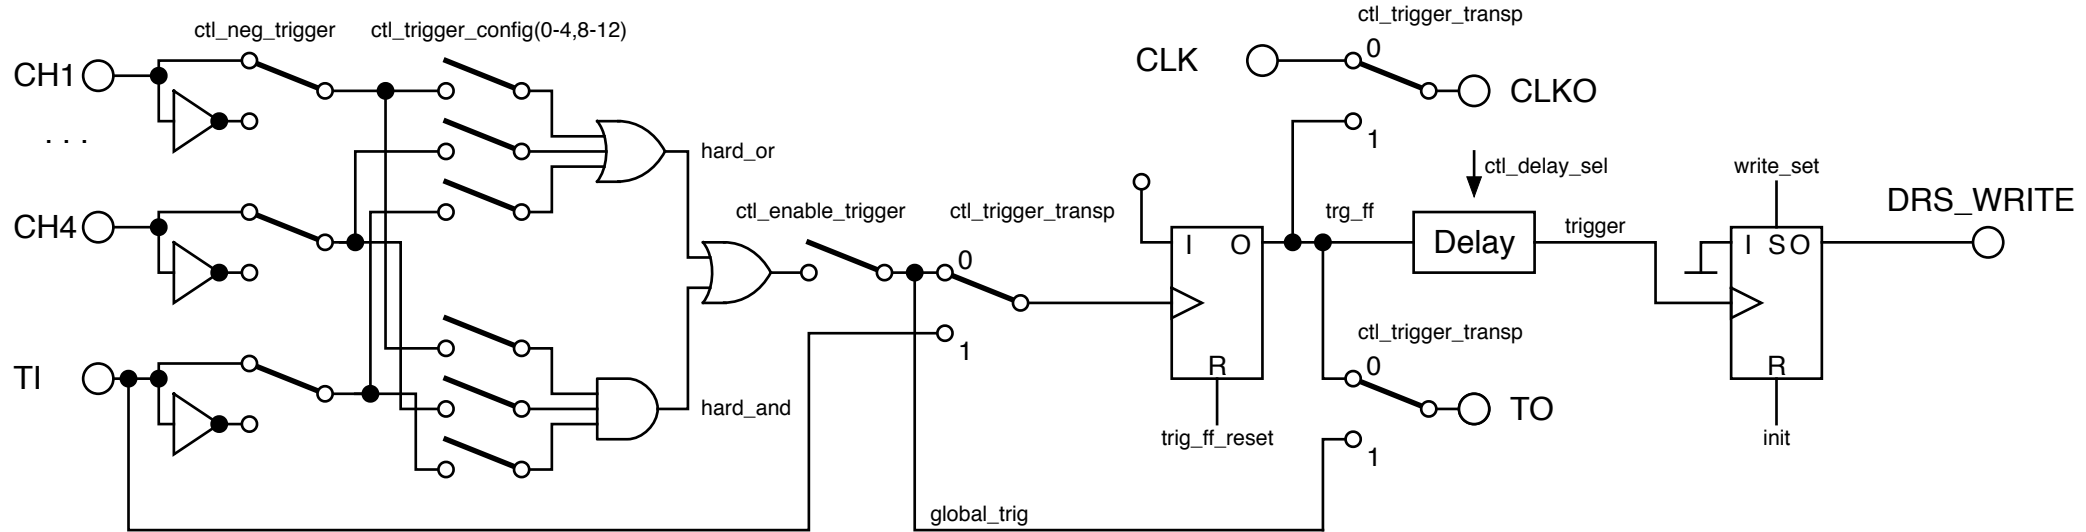 ctl_trigger_transp
ctl_neg_trigger
ctl_trigger_config(0-4,8-12)
0
CLK
CH1
CLKO
1
. . .
hard_or
ctl_delay_sel
write_set
DRS_WRITE
ctl_enable_trigger
ctl_trigger_transp
trg_ff
trigger
CH4
I O
Delay
I S O
0
ctl_trigger_transp
1
R
0
R
TI
hard_and
TO
trig_ff_reset
init
1
global_trig